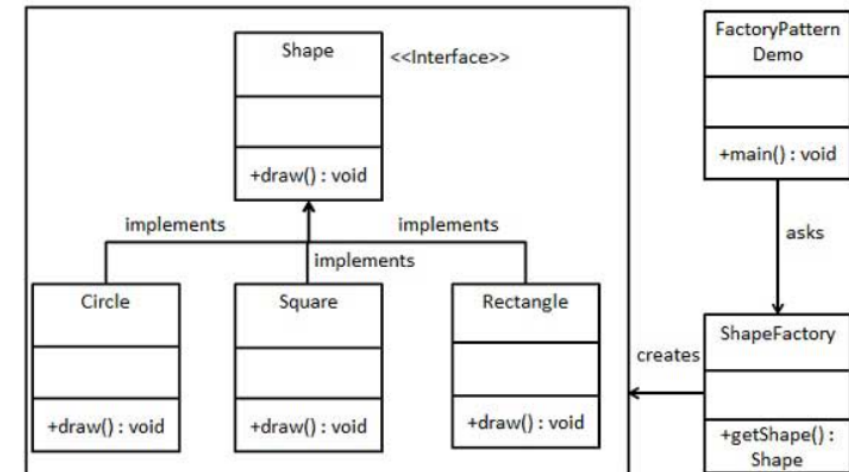 Shape
<<Interface>>
+draw() : void
implements
implements
implements
Circle
+draw() : void
Square
+draw() : void
Rectangle
+draw() : void
FactoryPattern
Demo
+main() : void
asks
ShapeFactory
+getShape() :
Shape
creates